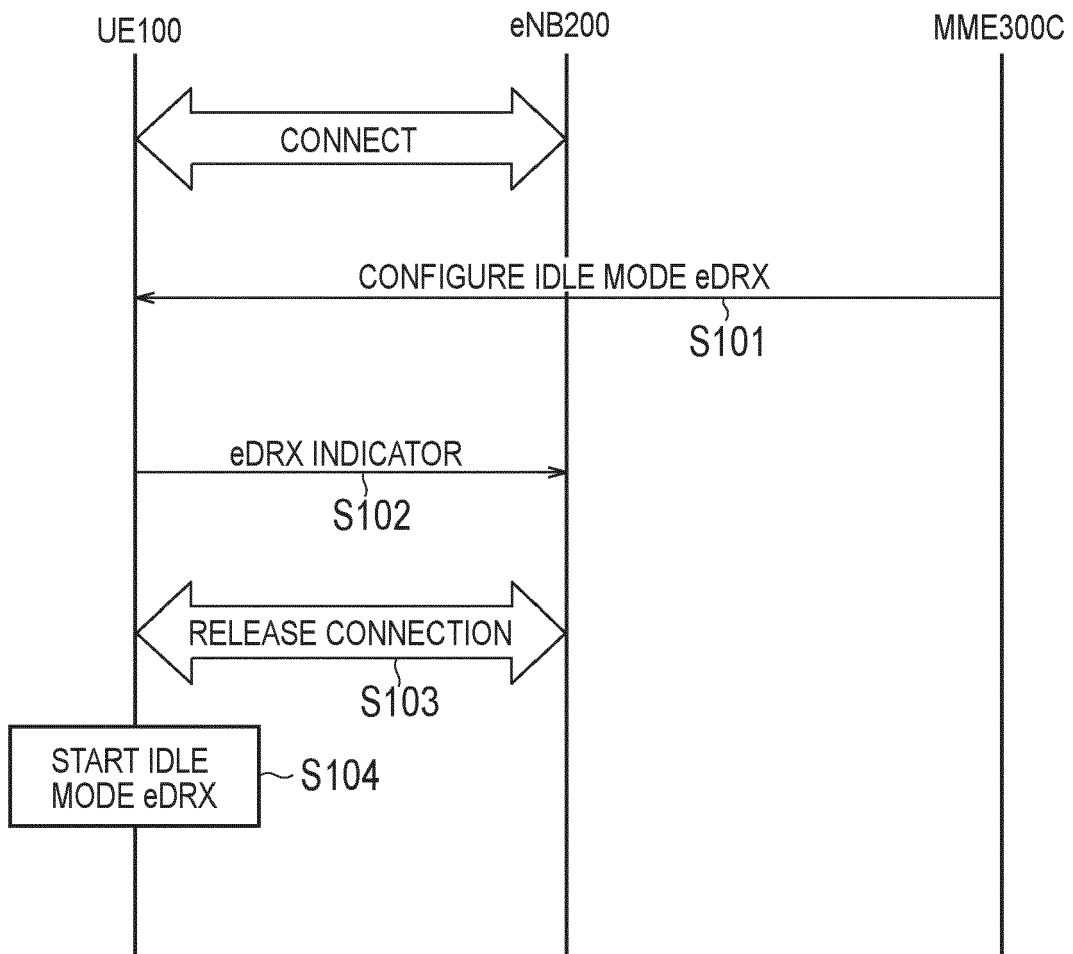 UE100
eNB200
MME300C
CONNECT
CONFIGURE IDLE MODE eDRX
S101
eDRX INDICATOR
S102
RELEASE CONNECTION
S103
START IDLE
MODE eDRX
S104